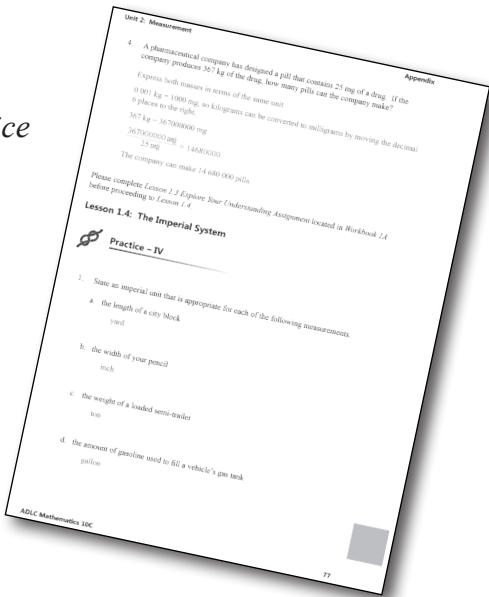 ice
Unit 2: Measurement
Appendix
4. A pharmaceutical company has designed a pill that contains 25 mg of a drug. If the
company produces 367 kg of the drug, how many pills can the company make?
Express both masses in terms of the same unit.
0.001 kg = 1000 mg, so kilograms can be converted to milligrams by moving the decimal
6 places to the right.
367 kg = 367000000 mg
367000000 mg
25 mg
= 14680000
The company can make 14 680 000 pills.
Please complete Lesson 1.3 Explore Your Understanding Assignment located in Workbook 1A
before proceeding to Lesson 1.4.
Lesson 1.4: The Imperial System
Practice – IV
1. State an imperial unit that is appropriate for each of the following measurements.
a. the length of a city block
yard
b. the width of your pencil
inch
c. the weight of a loaded semi-trailer
ton
d. the amount of gasoline used to fill a vehicle's gas tank
gallon
ADLC Mathematics 10C
77